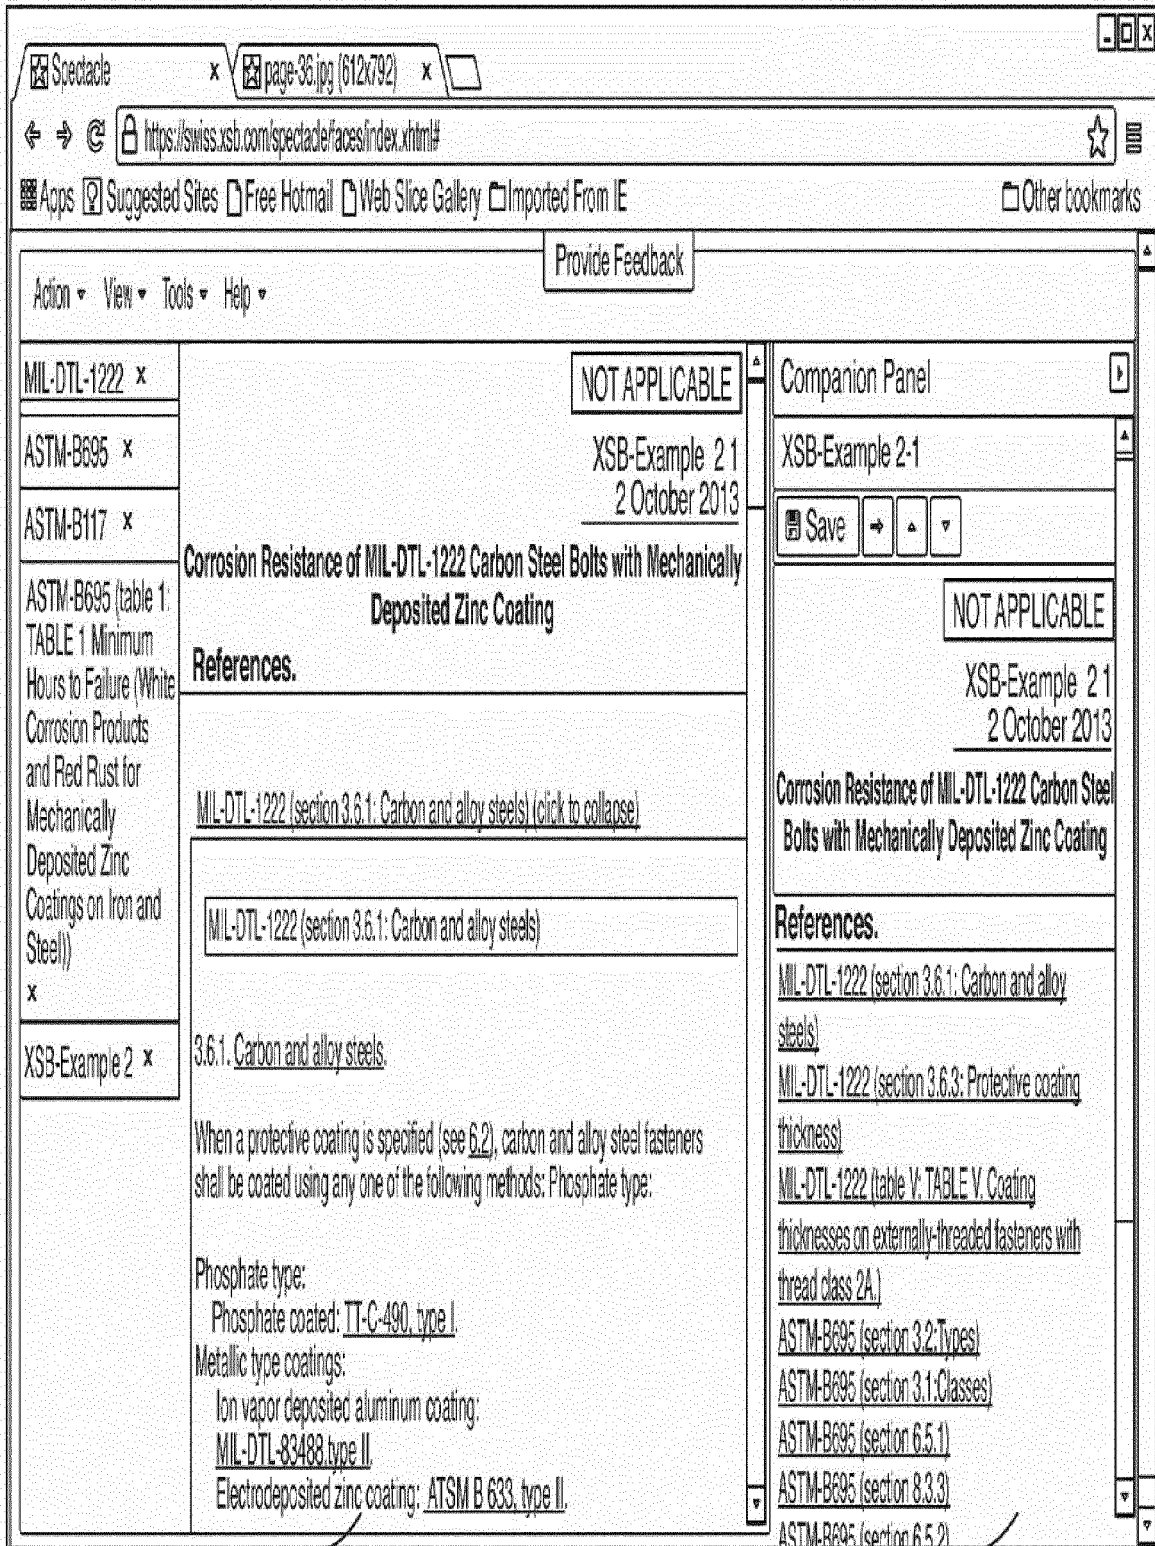 Spectacle x
page-36.jpg (612x792) x
https://swiss.xsb.com/spectacle/faces/index.xhtml#
Apps Suggested Sites Free Hotmail Web Slice Gallery Imported From IE Other bookmarks
Provide Feedback
Action View Tools Help
MIL-DTL-1222 x
ASTM-B695 x
ASTM-B117 x
ASTM-B695 (table 1:
TABLE 1 Minimum
Hours to Failure (White
Corrosion Products
and Red Rust for
Mechanically
Deposited Zinc
Coatings on Iron and
Steel))
x
XSB-Example 2 x
NOT APPLICABLE
XSB-Example 2 1
2 October 2013
Corrosion Resistance of MIL-DTL-1222 Carbon Steel Bolts with Mechanically
Deposited Zinc Coating
References.
MIL-DTL-1222 (section 3.6.1: Carbon and alloy steels) (click to collapse)
MIL-DTL-1222 (section 3.6.1: Carbon and alloy steels)
3.6.1. Carbon and alloy steels.
When a protective coating is specified (see 6.2), carbon and alloy steel fasteners
shall be coated using any one of the following methods: Phosphate type:
Phosphate type:
Phosphate coated: TT-C-490, type I.
Metallic type coatings:
Ion vapor deposited aluminum coating:
MIL-DTL-83488,type II.
Electrodeposited zinc coating: ATSM B 633, type II.
Companion Panel
XSB-Example 2-1
Save
NOT APPLICABLE
XSB-Example 2 1
2 October 2013
Corrosion Resistance of MIL-DTL-1222 Carbon Steel
Bolts with Mechanically Deposited Zinc Coating
References.
MIL-DTL-1222 (section 3.6.1: Carbon and alloy
steels)
MIL-DTL-1222 (section 3.6.3: Protective coating
thickness)
MIL-DTL-1222 (table V: TABLE V. Coating
thicknesses on externally-threaded fasteners with
thread class 2A.)
ASTM-B695 (section 3.2:Types)
ASTM-B695 (section 3.1:Classes)
ASTM-B695 (section 6.5.1)
ASTM-B695 (section 8.3.3)
ASTM-B695 (section 6.5.2)